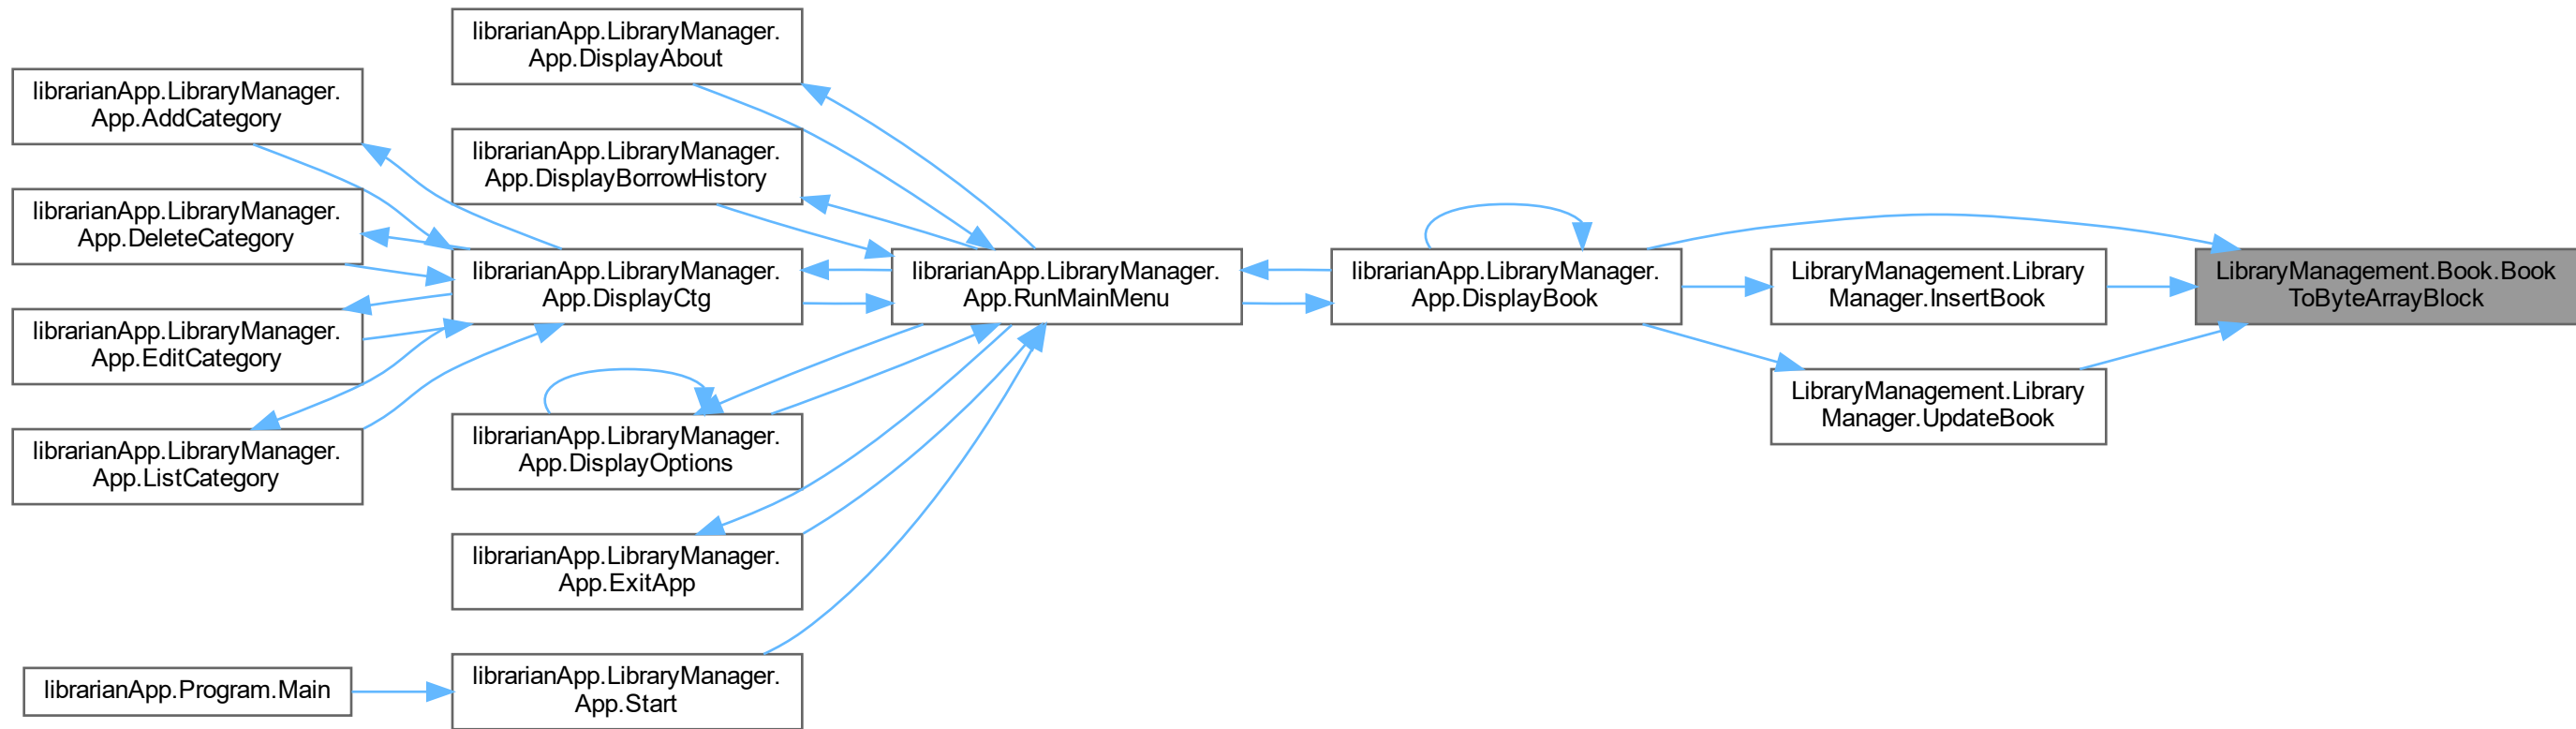 librarianApp.LibraryManager.
App.AddCategory
librarianApp.LibraryManager.
App.DeleteCategory
librarianApp.LibraryManager.
App.EditCategory
librarianApp.LibraryManager.
App.ListCategory
librarianApp.Program.Main
librarianApp.LibraryManager.
App.DisplayAbout
librarianApp.LibraryManager.
App.DisplayBorrowHistory
librarianApp.LibraryManager.
App.DisplayCtg
librarianApp.LibraryManager.
App.DisplayOptions
librarianApp.LibraryManager.
App.ExitApp
librarianApp.LibraryManager.
App.Start
librarianApp.LibraryManager.
App.RunMainMenu
librarianApp.LibraryManager.
App.DisplayBook
LibraryManagement.Library
Manager.InsertBook
LibraryManagement.Library
Manager.UpdateBook
LibraryManagement.Book.Book
ToByteArrayBlock